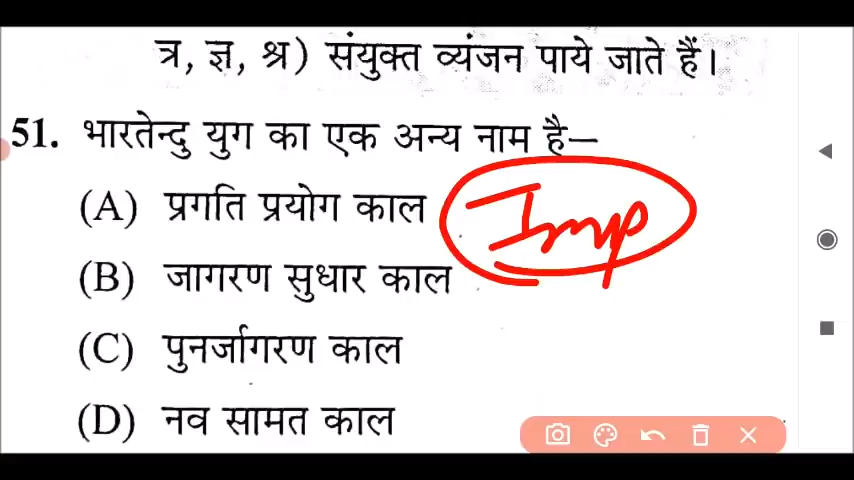 त्र, ज्ञ, श्र) संयुक्त व्यंजन पाये जाते हैं।
51. भारतेन्दु युग का एक अन्य नाम है–
(A) प्रगति प्रयोग काल
Imp
(B) जागरण सुधार काल
(C) पुनर्जागरण काल
(D) नव सामत काल